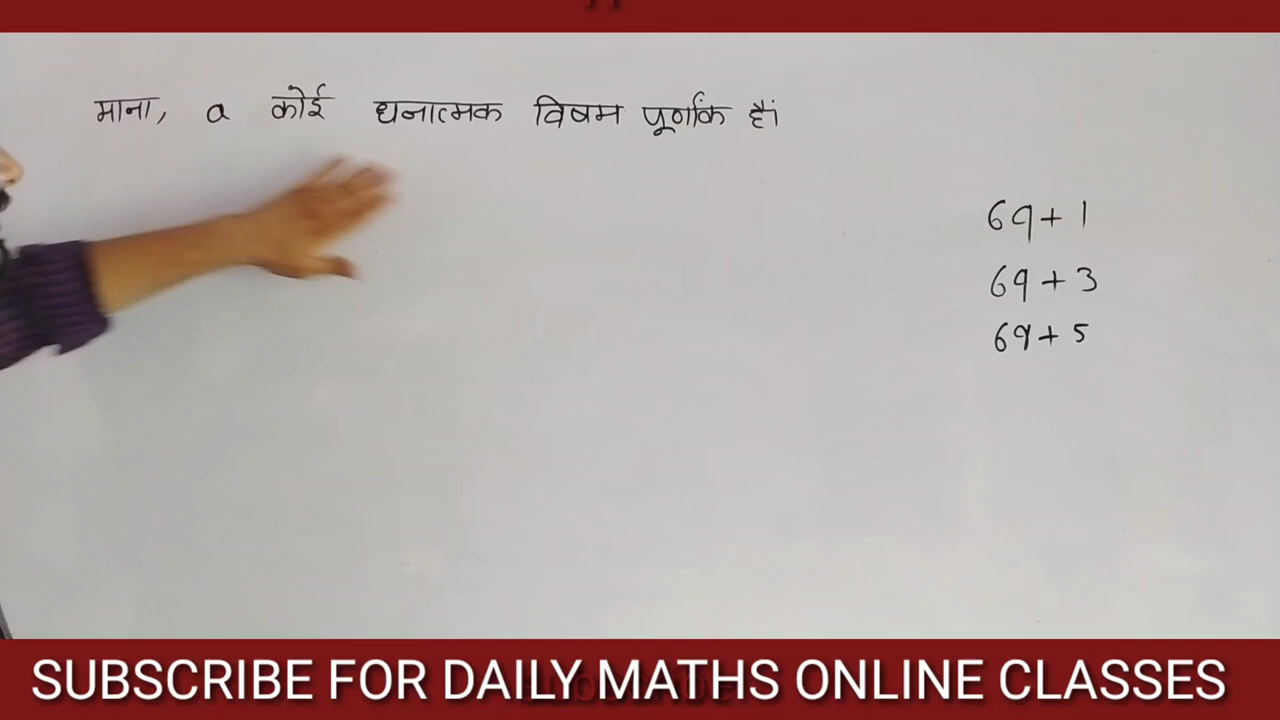 माना, a कोई धनात्मक विषम पूर्णांक हैं
6q + 1
6q + 3
6q + 5
SUBSCRIBE FOR DAILY MATHS ONLINE CLASSES